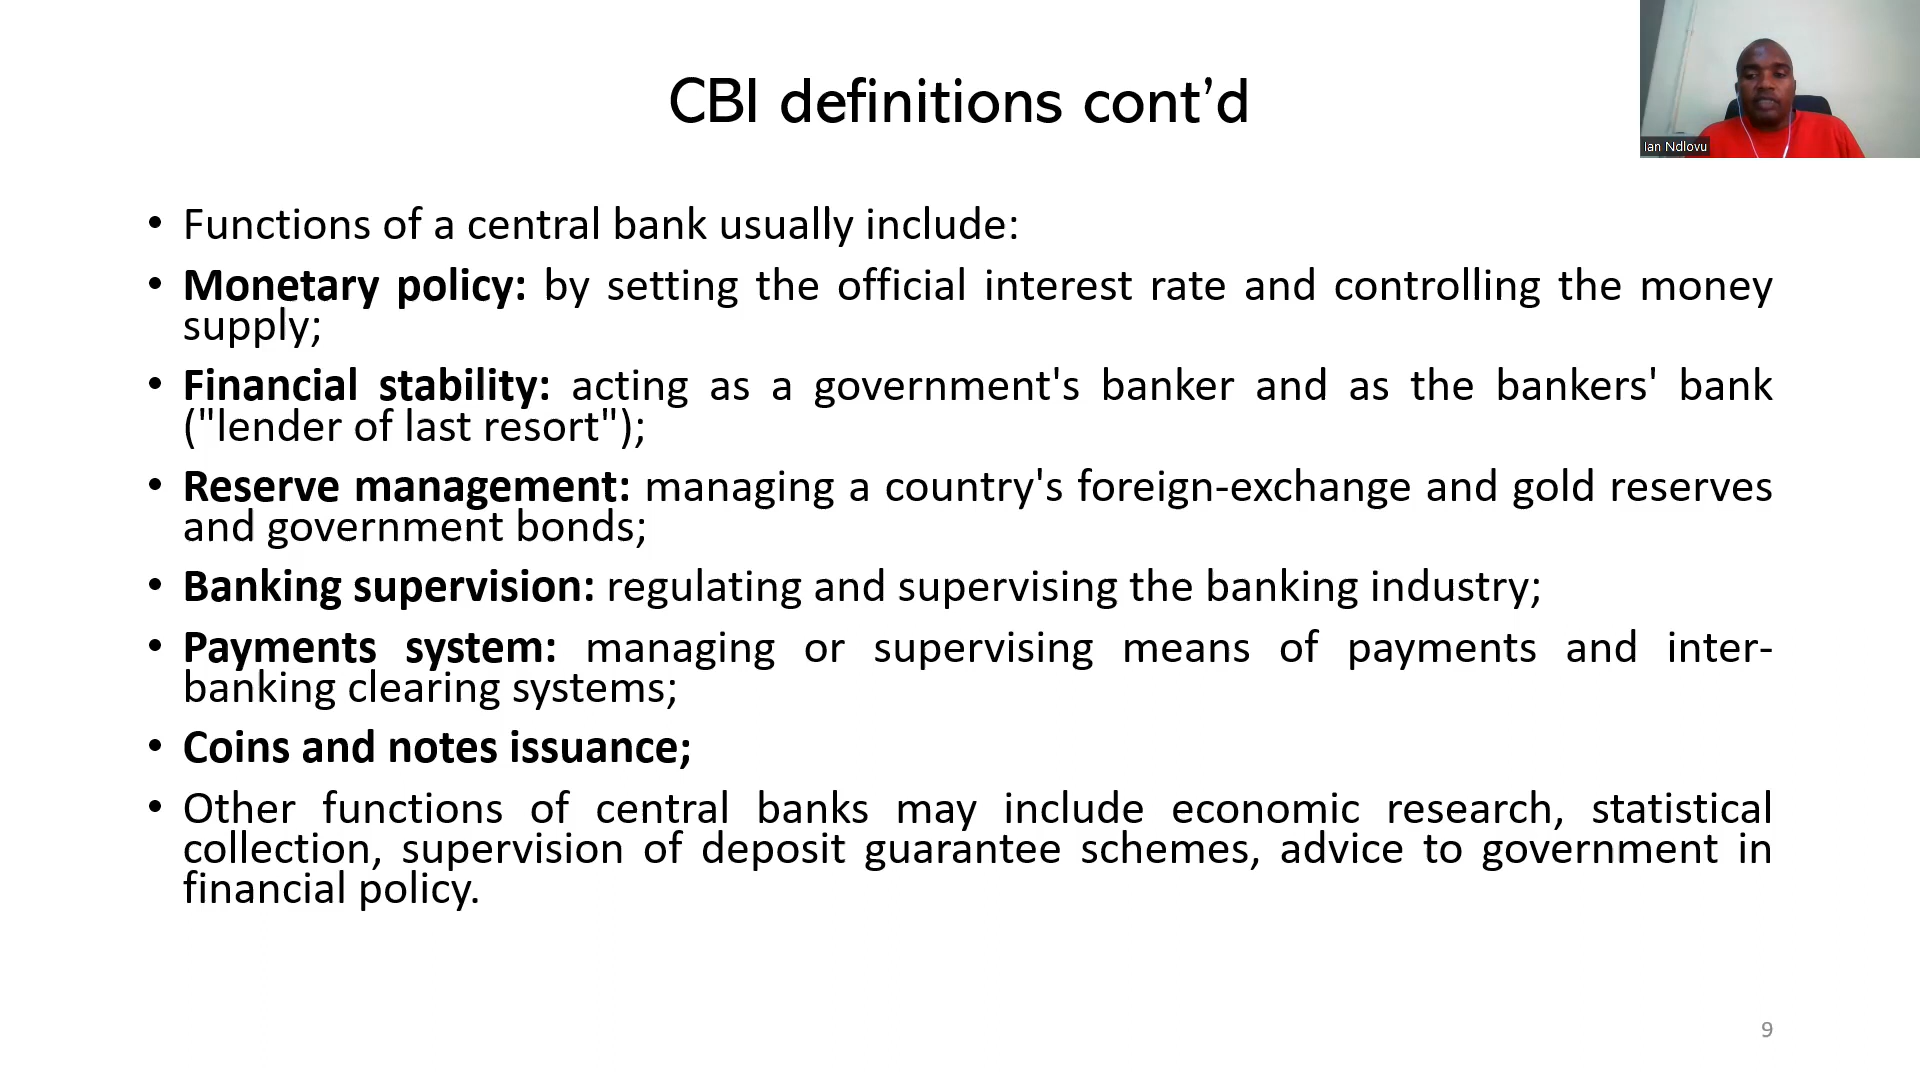 CBI definitions cont’d
Ian Ndlovu
• Functions of a central bank usually include:
• Monetary policy: by setting the official interest rate and controlling the money
supply;
• Financial stability: acting as a government's banker and as the bankers' bank
("lender of last resort");
• Reserve management: managing a country's foreign-exchange and gold reserves
and government bonds;
• Banking supervision: regulating and supervising the banking industry;
• Payments system: managing or supervising means of payments and inter-
banking clearing systems;
• Coins and notes issuance;
• Other functions of central banks may include economic research, statistical
collection, supervision of deposit guarantee schemes, advice to government in
financial policy.
9